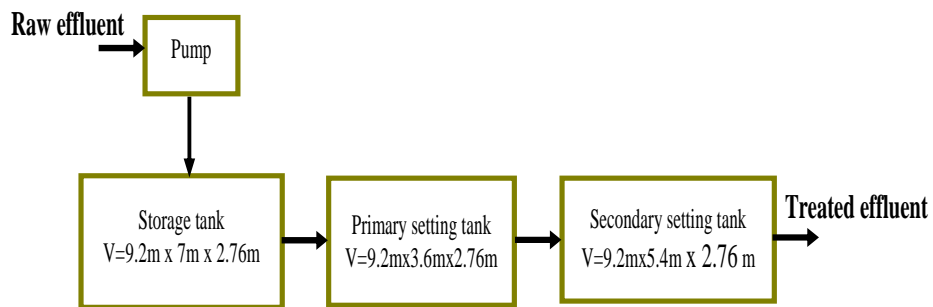 Raw effluent
Pump
Storage tank
V=9.2m x 7m x 2.76m
Primary setting tank
V=9.2mx3.6mx2.76m
Secondary setting tank
V=9.2mx5.4m x 2.76 m
Treated effluent